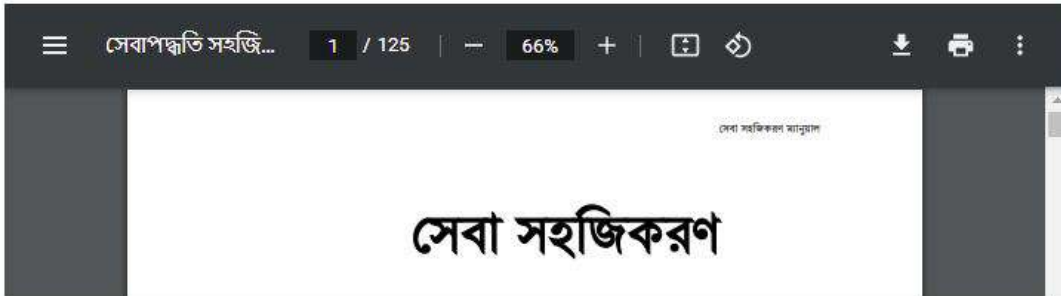 সেবাপদ্ধতি সহজি... 1 / 125 66%
সেবা সহজিকরণ ম্যানুয়াল
সেবা সহজিকরণ